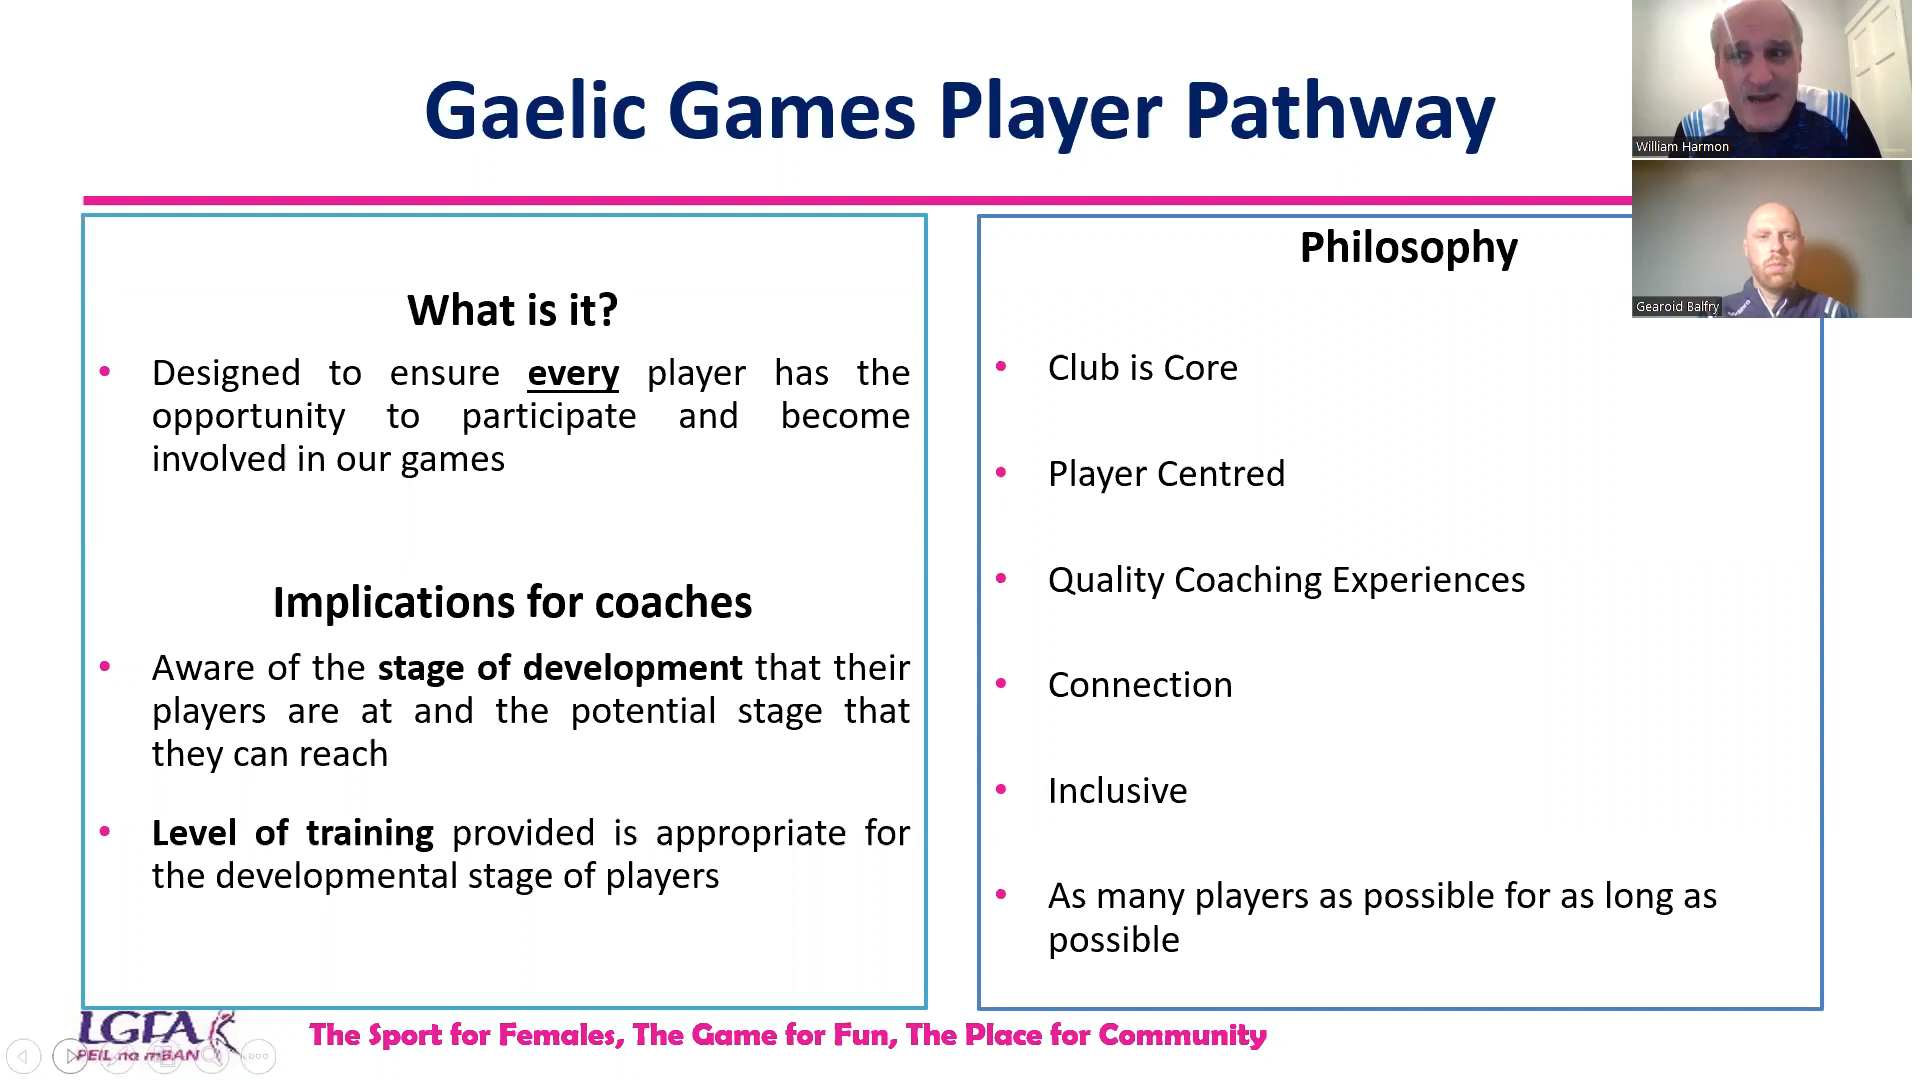 Gaelic Games Player Pathway
William Harmon
Gearoid Balfry
What is it?
• Designed to ensure every player has the
opportunity to participate and become
involved in our games
Implications for coaches
• Aware of the stage of development that their
players are at and the potential stage that
they can reach
• Level of training provided is appropriate for
the developmental stage of players
Philosophy
• Club is Core
• Player Centred
• Quality Coaching Experiences
• Connection
• Inclusive
• As many players as possible for as long as
possible
LGFA
PEIL na mBAN
The Sport for Females, The Game for Fun, The Place for Community